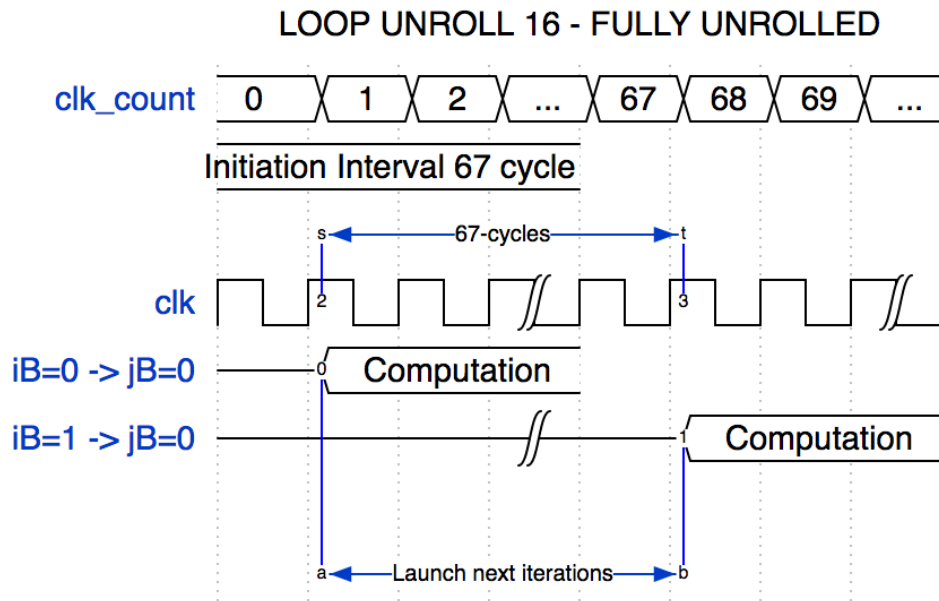 LOOP UNROLL 16 - FULLY UNROLLED
clk_count 0 1 2 ... 67 68 69 ...
Initiation Interval 67 cycle
s 67-cycles t
clk 2 3
iB=0 -> jB=0 0 Computation
iB=1 -> jB=0 1 Computation
a Launch next iterations b